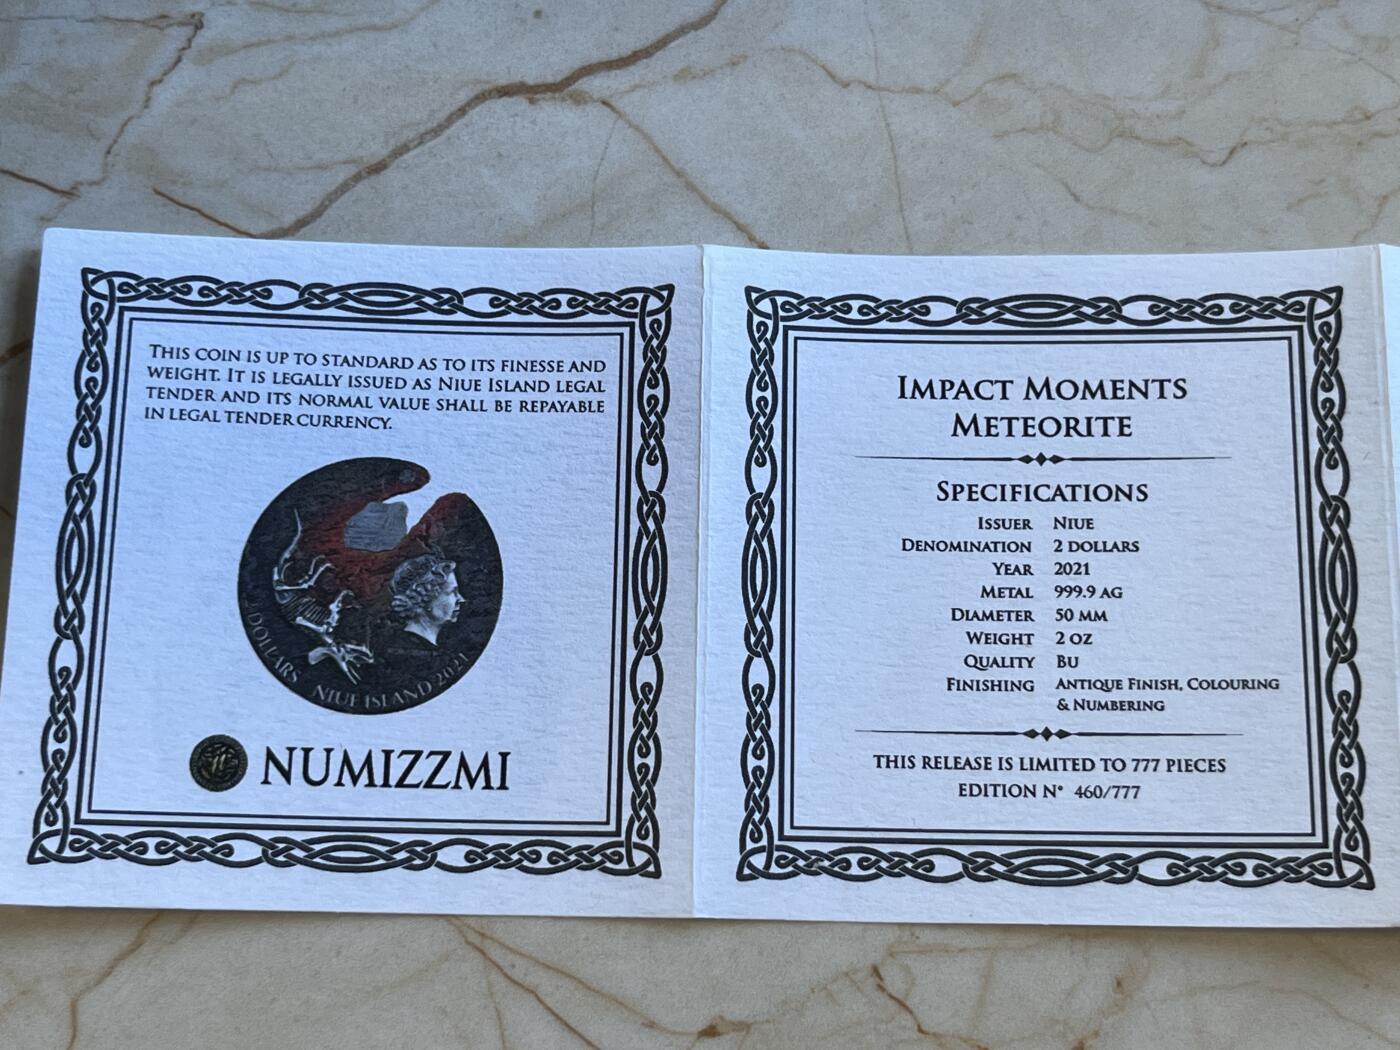 THIS COIN IS UP TO STANDARD AS TO ITS FINESSE AND
WEIGHT. IT IS LEGALLY ISSUED AS NIUE ISLAND LEGAL
TENDER AND ITS NORMAL VALUE SHALL BE REPAYABLE
IN LEGAL TENDER CURRENCY.
2 DOLLARS NIUE ISLAND 2021
NUMIZZMI
IMPACT MOMENTS
METEORITE
SPECIFICATIONS
ISSUER NIUE
DENOMINATION 2 DOLLARS
YEAR 2021
METAL 999.9 AG
DIAMETER 50 MM
WEIGHT 2 OZ
QUALITY BU
FINISHING ANTIQUE FINISH, COLOURING
& NUMBERING
THIS RELEASE IS LIMITED TO 777 PIECES
EDITION N° 460/777